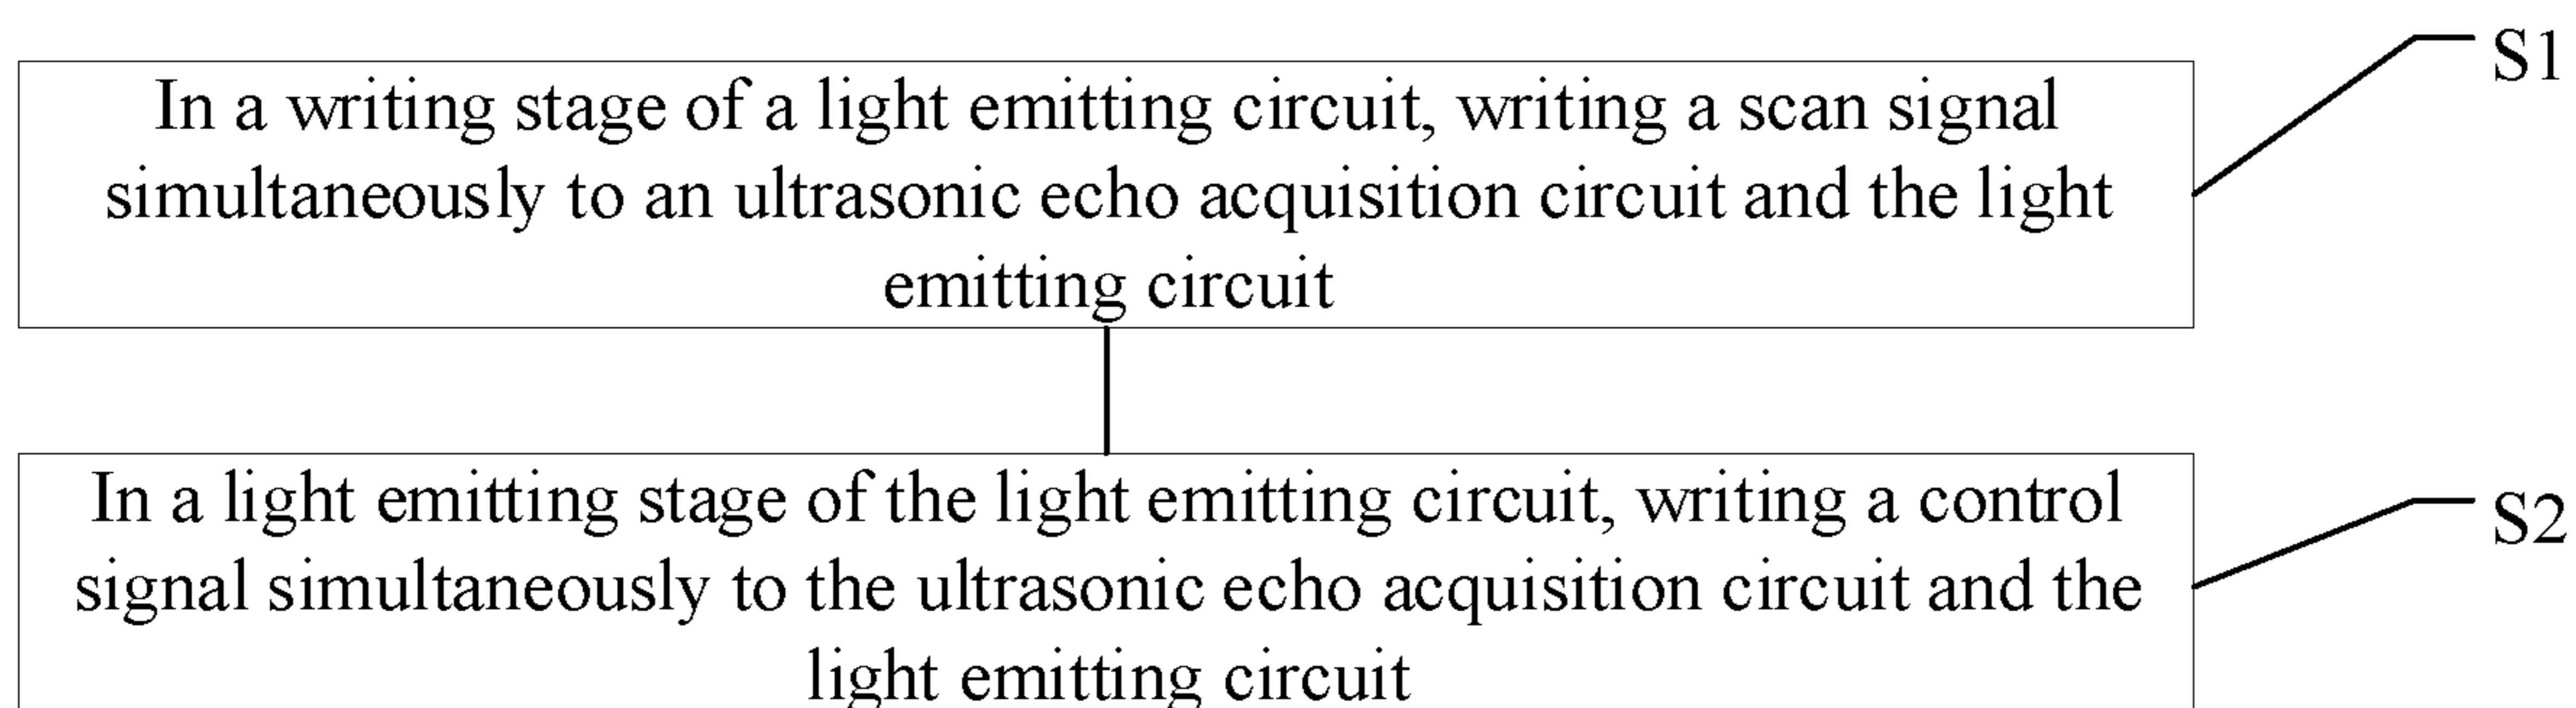 S1
In a writing stage of a light emitting circuit, writing a scan signal
simultaneously to an ultrasonic echo acquisition circuit and the light
emitting circuit
S2
In a light emitting stage of the light emitting circuit, writing a control
signal simultaneously to the ultrasonic echo acquisition circuit and the
light emitting circuit